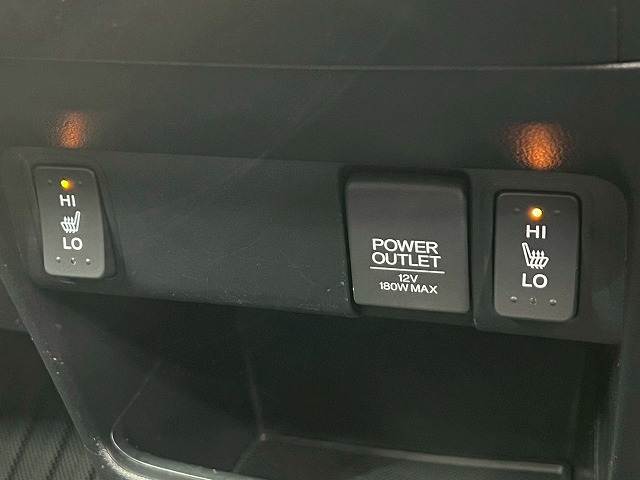 HI
LO
POWER
OUTLET
12V
180W MAX
HI
LO